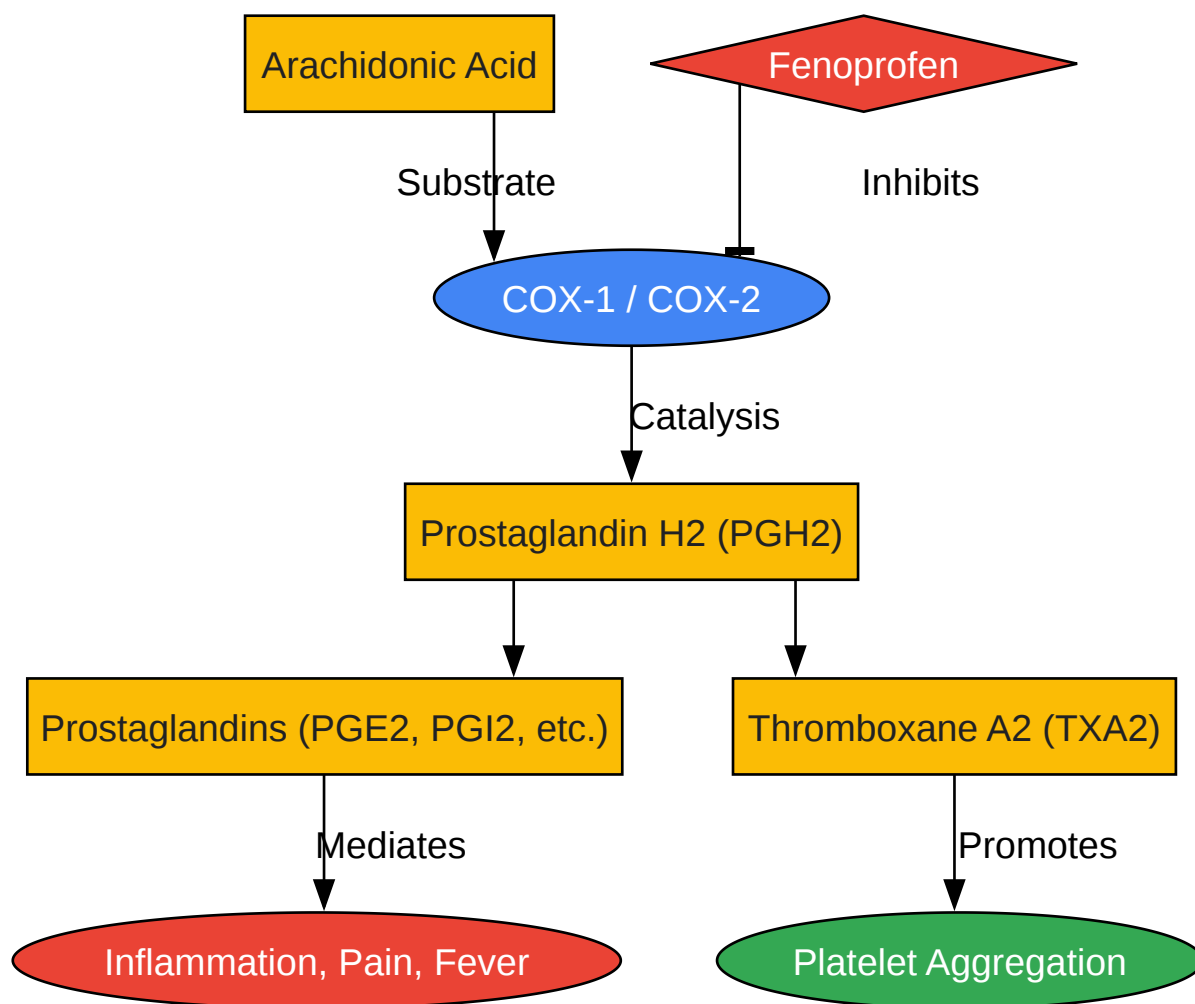 Arachidonic Acid
Fenoprofen
Substrate
Inhibits
COX-1 / COX-2
Catalysis
Prostaglandin H2 (PGH2)
Prostaglandins (PGE2, PGI2, etc.)
Thromboxane A2 (TXA2)
Mediates
Promotes
Inflammation, Pain, Fever
Platelet Aggregation